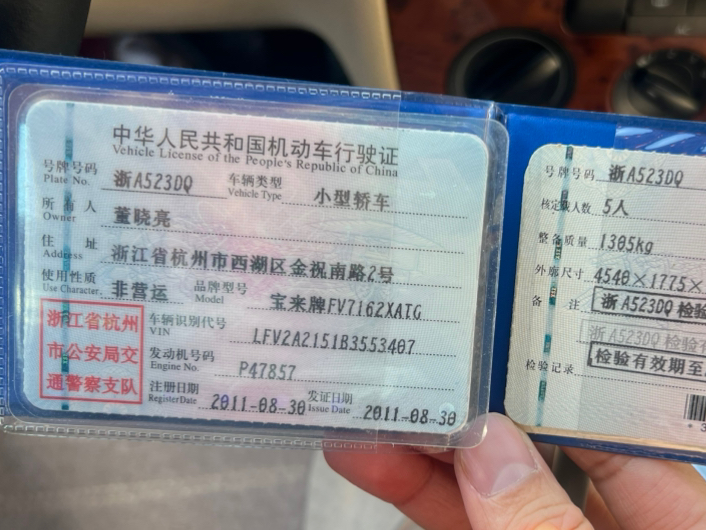 中华人民共和国机动车行驶证
Vehicle License of the People's Republic of China
号牌号码 浙A523DQ 车辆类型 小型轿车
Plate No. Vehicle Type
所有人 董晓亮
Owner
住址 浙江省杭州市西湖区金祝南路2号
Address
使用性质 非营运 品牌型号 宝来牌FV7162XATG
Use Character Model
浙江省杭州
市公安局交
通警察支队
车辆识别代号 LFV2A2151B3553407
VIN
发动机号码 P47857
Engine No.
注册日期 2011-08-30 发证日期 2011-08-30
Register Date Issue Date
号牌号码 浙A523DQ
核定载人数 5人
整备质量 1305kg
外廓尺寸 4540×1775×
备注 浙A523DQ 检验
浙A523DQ 检验有
检验有效期至
检验记录